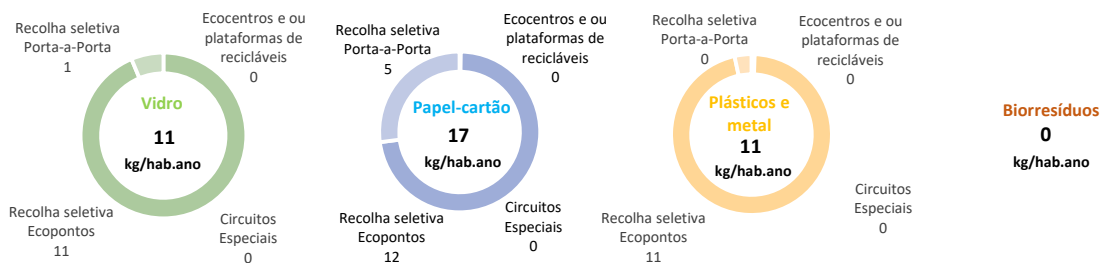 Recolha seletiva
Porta-a-Porta
1
Ecocentros e ou
plataformas de
recicláveis
0
Vidro
11
kg/hab.ano
Recolha seletiva
Ecopontos
11
Circuitos
Especiais
0
Recolha seletiva
Porta-a-Porta
5
Ecocentros e ou
plataformas de
recicláveis
0
Papel-cartão
17
kg/hab.ano
Recolha seletiva
Ecopontos
12
Circuitos
Especiais
0
Recolha seletiva
Porta-a-Porta
0
Ecocentros e ou
plataformas de
recicláveis
0
Plásticos e
metal
11
kg/hab.ano
Recolha seletiva
Ecopontos
11
Circuitos
Especiais
0
Biorresíduos
0
kg/hab.ano